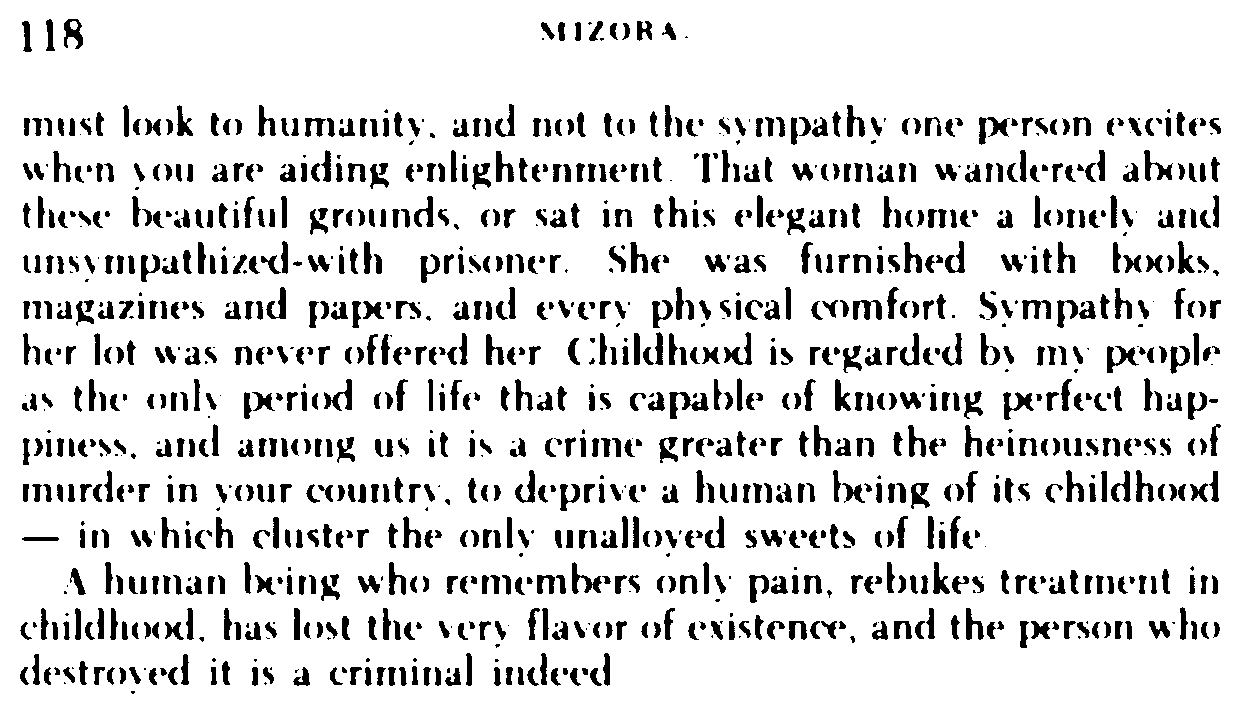 118 MIZORA.
must look to humanity, and not to the sympathy one person excites
when you are aiding enlightenment. That woman wandered about
these beautiful grounds, or sat in this elegant home a lonely and
unsympathized-with prisoner. She was furnished with books,
magazines and papers, and every physical comfort. Sympathy for
her lot was never offered her. Childhood is regarded by my people
as the only period of life that is capable of knowing perfect hap-
piness, and among us it is a crime greater than the heinousness of
murder in your country, to deprive a human being of its childhood
— in which cluster the only unalloyed sweets of life.
A human being who remembers only pain, rebukes treatment in
childhood, has lost the very flavor of existence, and the person who
destroyed it is a criminal indeed